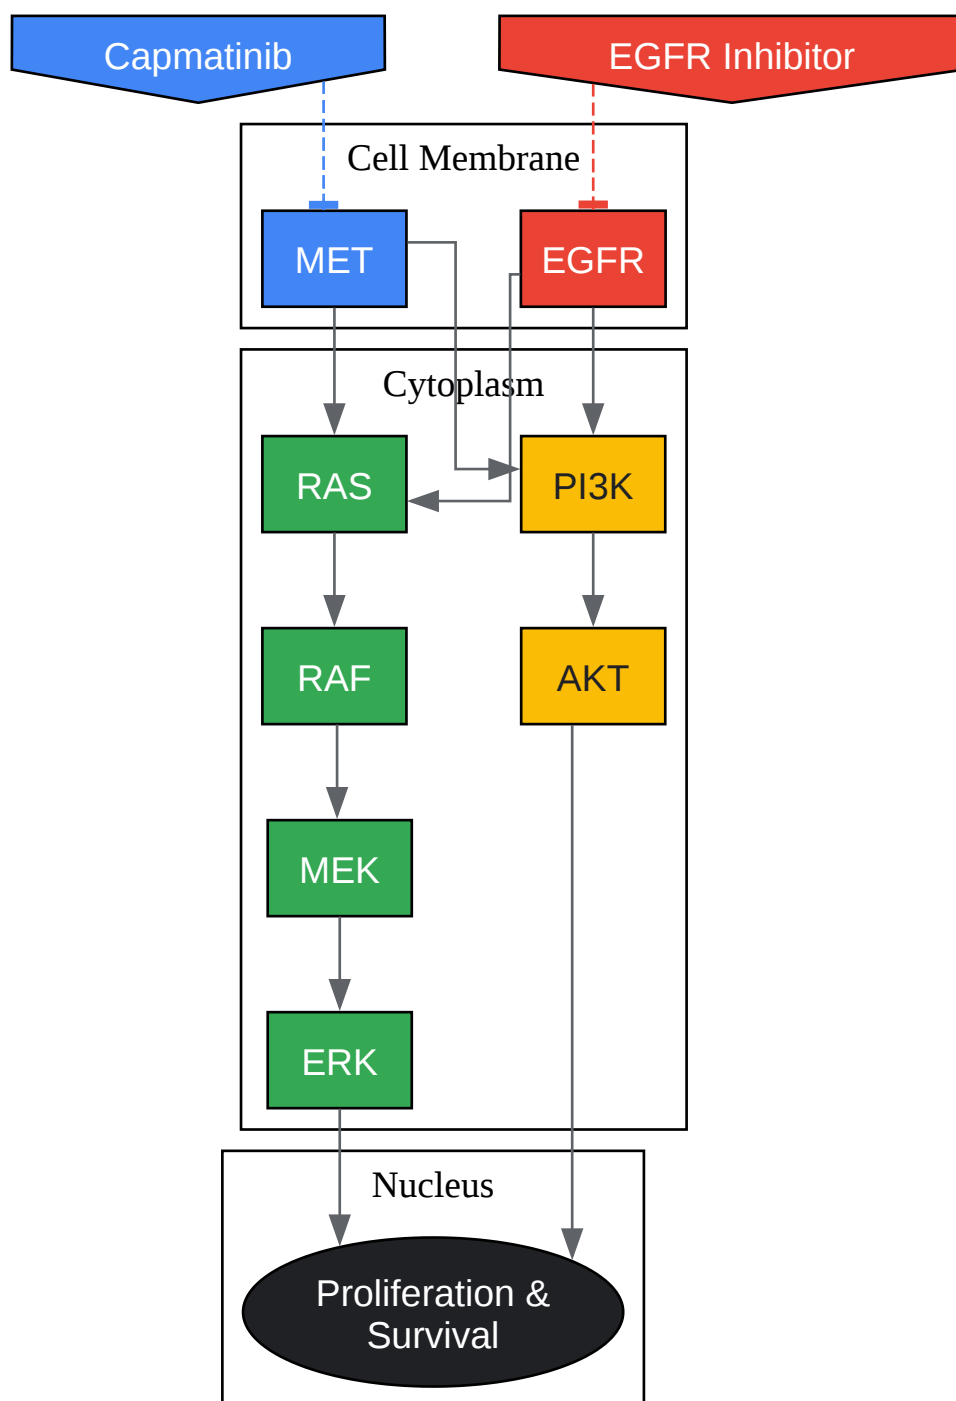 Capmatinib
EGFR Inhibitor
Cell Membrane
MET
EGFR
Cytoplasm
RAS
PI3K
RAF
AKT
MEK
ERK
Nucleus
Proliferation &
Survival